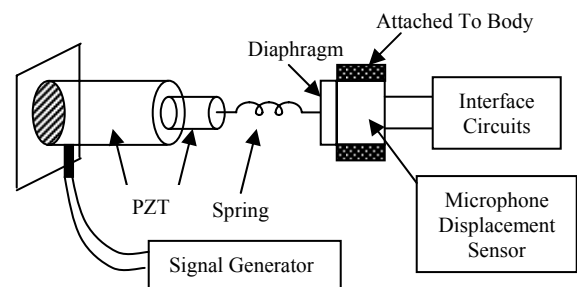 Attached To Body
Diaphragm
Interface
Circuits
PZT
Spring
Microphone
Displacement
Sensor
Signal Generator